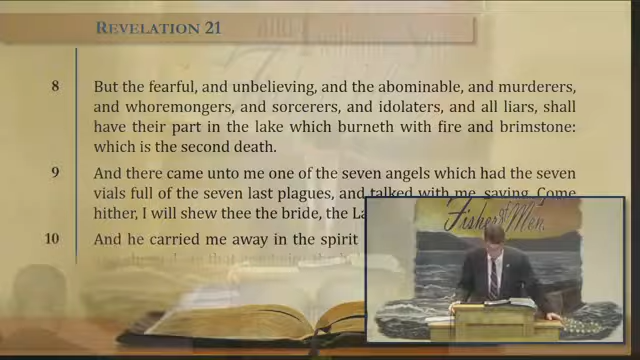 REVELATION 21
8 But the fearful, and unbelieving, and the abominable, and murderers,
and whoremongers, and sorcerers, and idolaters, and all liars, shall
have their part in the lake which burneth with fire and brimstone:
which is the second death.
9 And there came unto me one of the seven angels which had the seven
vials full of the seven last plagues, and talked with me, saying, Come
hither, I will shew thee the bride, the La
10 And he carried me away in the spirit
Fishers of Men